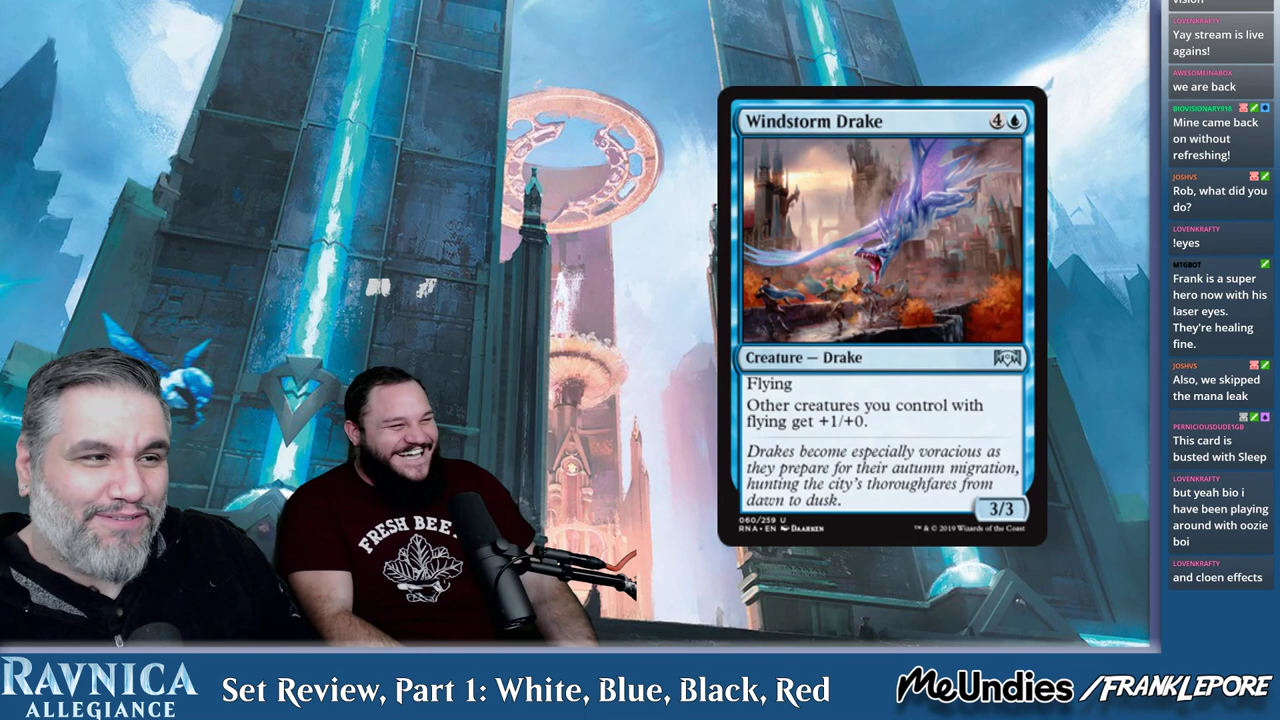 Windstorm Drake
4
Creature — Drake
Flying
Other creatures you control with
flying get +1/+0.
Drakes become especially voracious as
they prepare for their autumn migration,
hunting the city's thoroughfares from
dawn to dusk.
3/3
060/259 U
RNA • EN DAARKEN
™ & © 2019 Wizards of the Coast
FRESH BEE
vision
LOVENKRAFTY
Yay stream is live
agains!
AWESOMEINABOX
we are back
BIOVISIONARY918
Mine came back
on without
refreshing!
JOSHVS
Rob, what did you
do?
LOVENKRAFTY
!eyes
MTGBOT
Frank is a super
hero now with his
laser eyes.
They're healing
fine.
JOSHVS
Also, we skipped
the mana leak
PERNICIOUSDUDE1GB
This card is
busted with Sleep
LOVENKRAFTY
but yeah bio i
have been playing
around with oozie
boi
LOVENKRAFTY
and cloen effects
RAVNICA
ALLEGIANCE
Set Review, Part 1: White, Blue, Black, Red
MeUndies /FRANKLEPORE